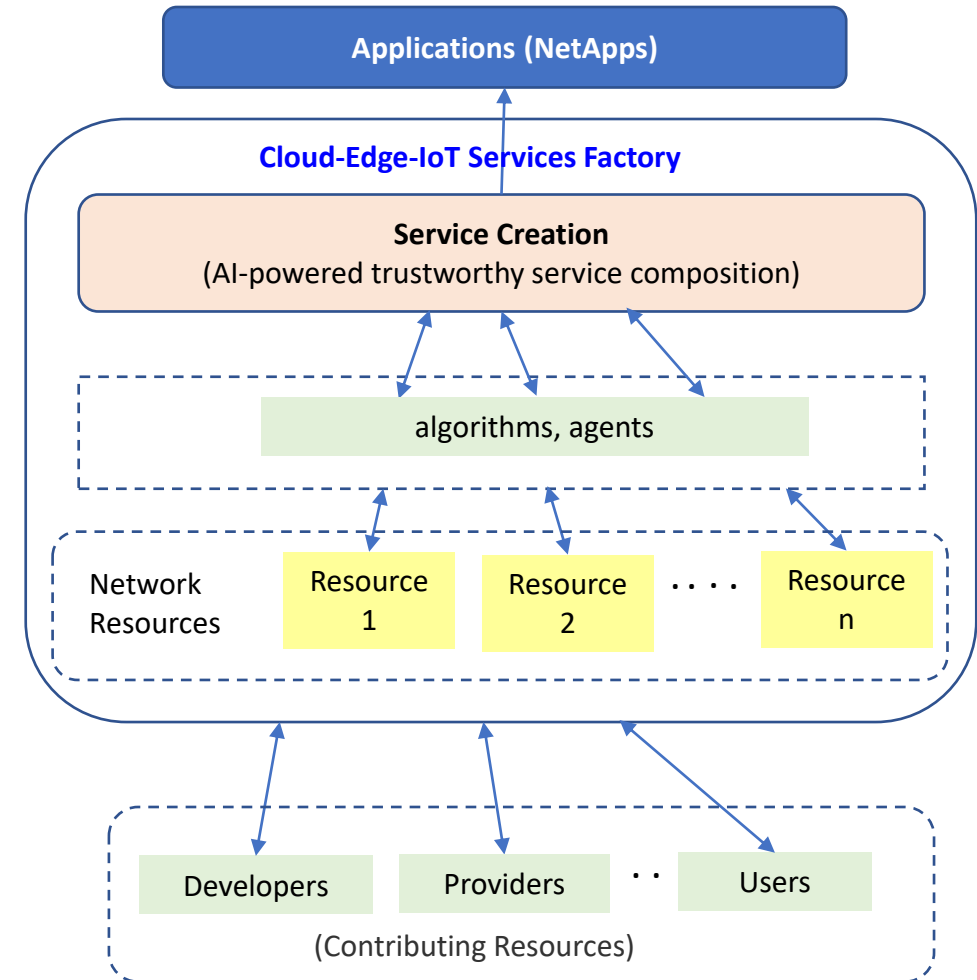 Applications (NetApps)
Cloud-Edge-IoT Services Factory
Service Creation
(AI-powered trustworthy service composition)
algorithms, agents
Network
Resources
Resource
1
Resource
2
. . . .
Resource
n
Developers
Providers
. .
Users
(Contributing Resources)